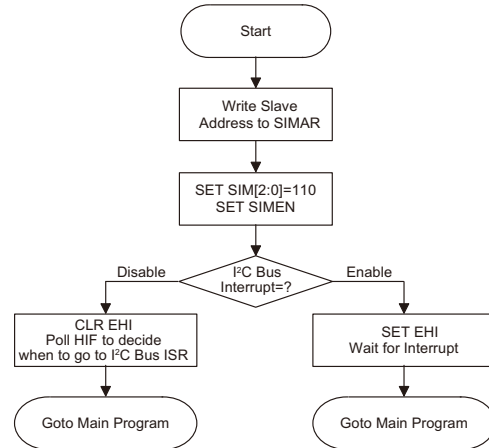 Start
Write Slave
Address to SIMAR
SET SIM[2:0]=110
SET SIMEN
Disable
I²C Bus
Interrupt=?
Enable
CLR EHI
Poll HIF to decide
when to go to I²C Bus ISR
SET EHI
Wait for Interrupt
Goto Main Program
Goto Main Program